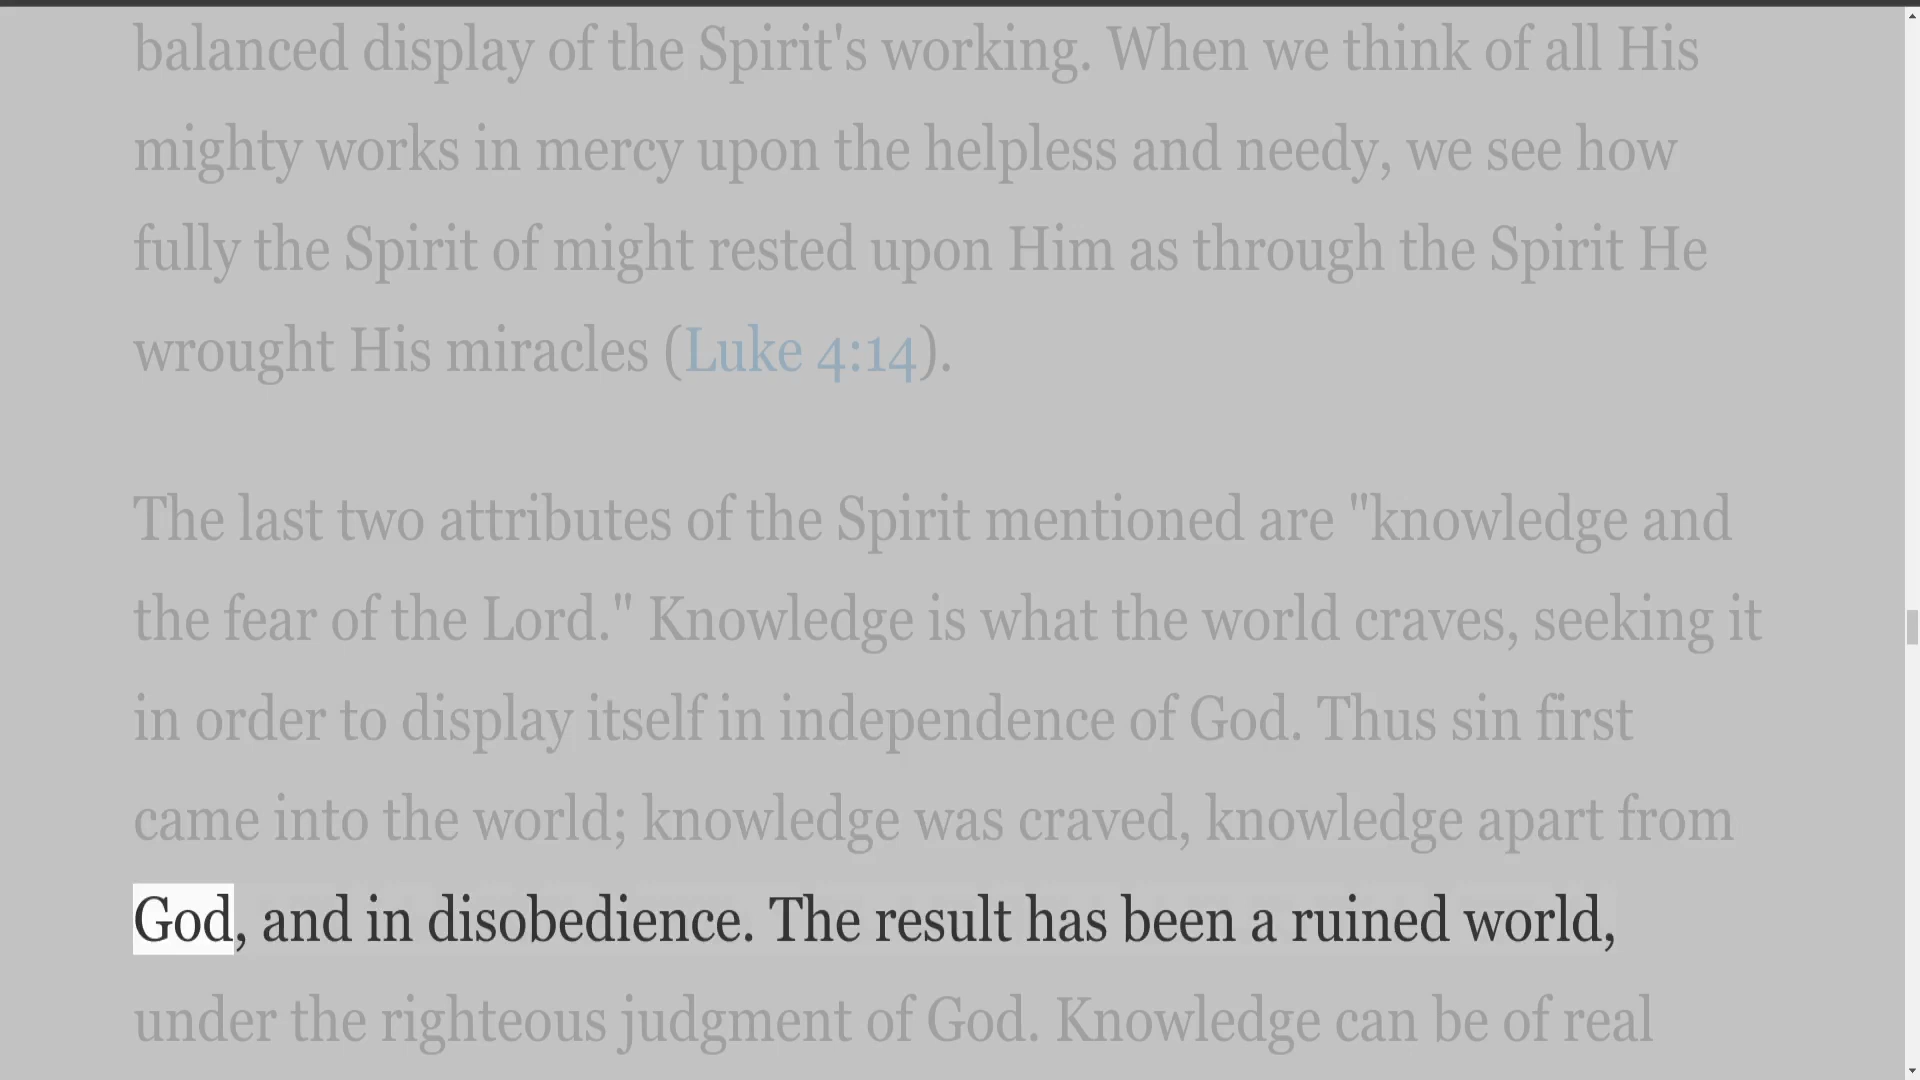 balanced display of the Spirit's working. When we think of all His
mighty works in mercy upon the helpless and needy, we see how
fully the Spirit of might rested upon Him as through the Spirit He
wrought His miracles (Luke 4:14).
The last two attributes of the Spirit mentioned are "knowledge and
the fear of the Lord." Knowledge is what the world craves, seeking it
in order to display itself in independence of God. Thus sin first
came into the world; knowledge was craved, knowledge apart from
God, and in disobedience. The result has been a ruined world,
under the righteous judgment of God. Knowledge can be of real